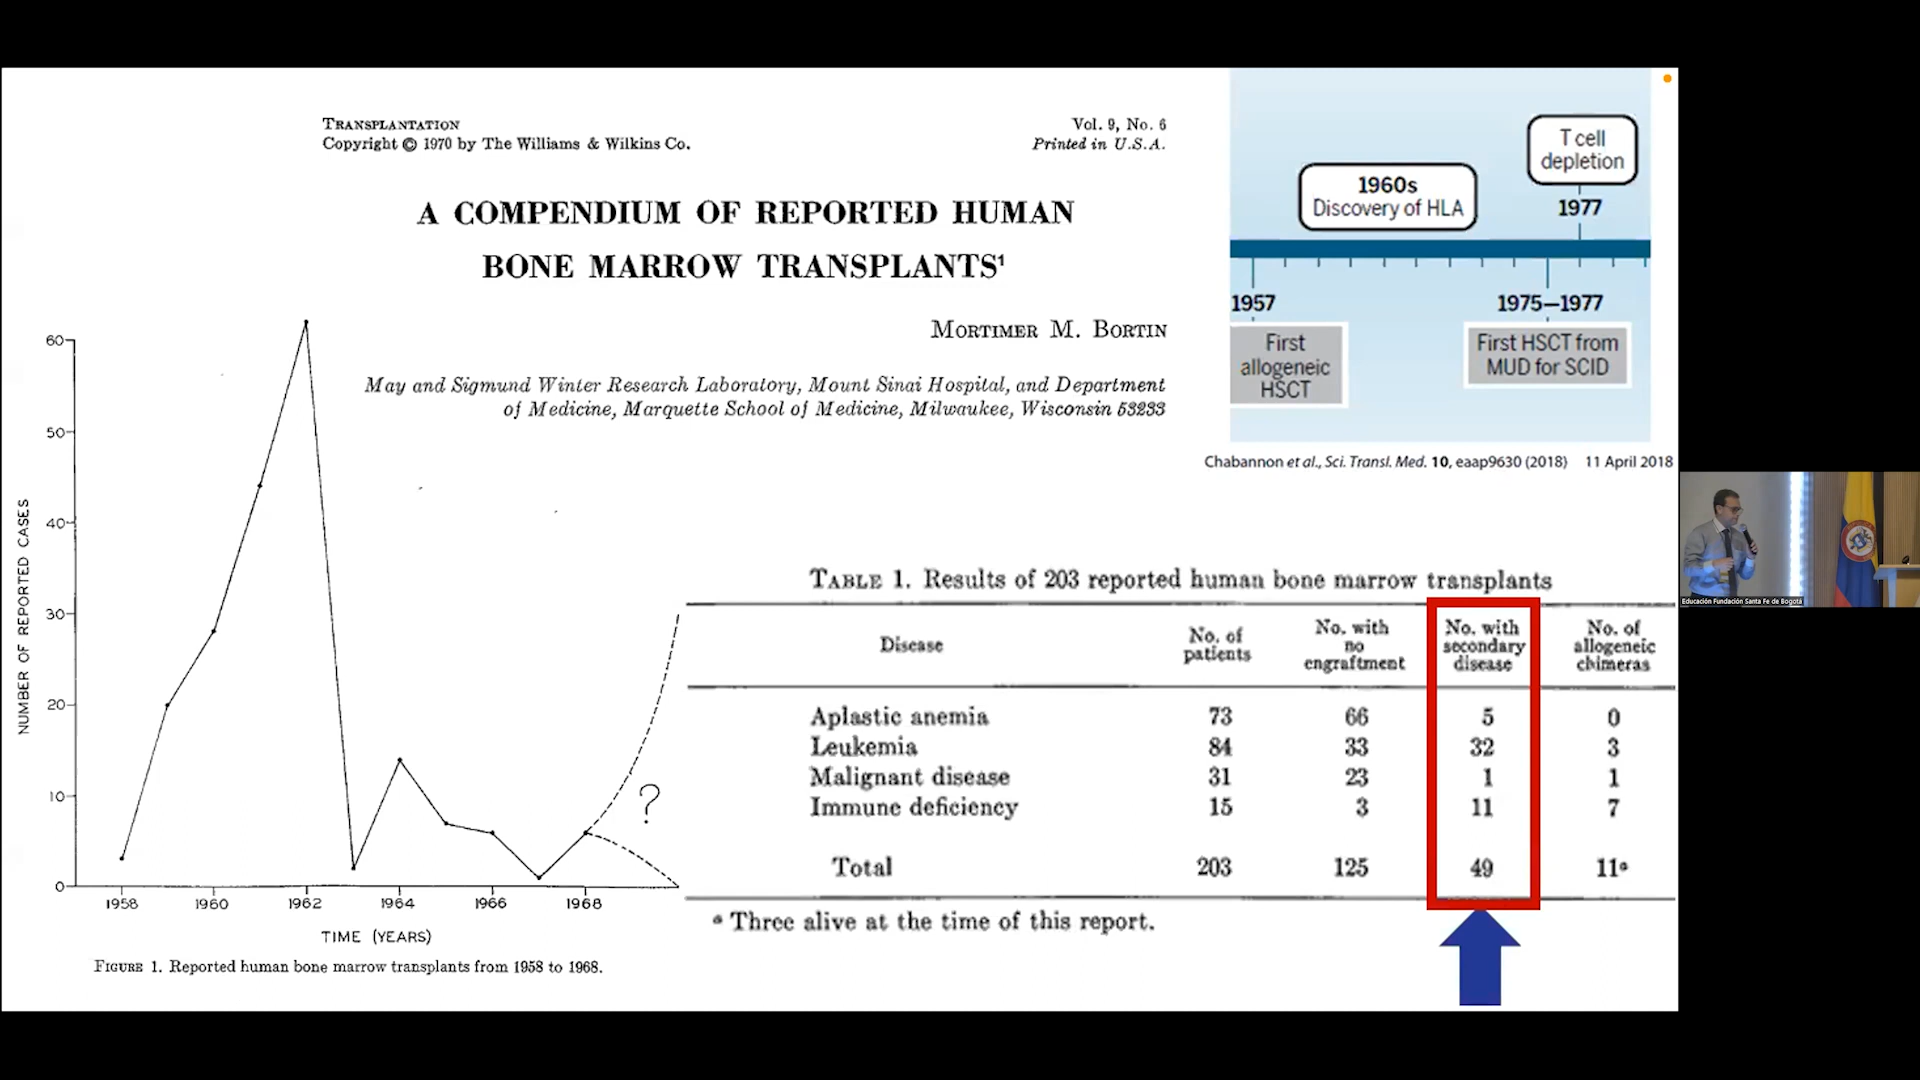 TRANSPLANTATION
Copyright © 1970 by The Williams & Wilkins Co.
Vol. 9, No. 6
Printed in U.S.A.
A COMPENDIUM OF REPORTED HUMAN
BONE MARROW TRANSPLANTS¹
MORTIMER M. BORTIN
May and Sigmund Winter Research Laboratory, Mount Sinai Hospital, and Department
of Medicine, Marquette School of Medicine, Milwaukee, Wisconsin 53233
T cell
depletion
1960s
Discovery of HLA
1977
1957
1975–1977
First
allogeneic
HSCT
First HSCT from
MUD for SCID
Chabannon et al., Sci. Transl. Med. 10, eaap9630 (2018) 11 April 2018
NUMBER OF REPORTED CASES
60
50
40
30
20
10
0
?
1958 1960 1962 1964 1966 1968
TIME (YEARS)
FIGURE 1. Reported human bone marrow transplants from 1958 to 1968.
TABLE 1. Results of 203 reported human bone marrow transplants
Disease
No. of
patients
No. with
no
engraftment
No. with
secondary
disease
No. of
allogeneic
chimeras
Aplastic anemia 73 66 5 0
Leukemia 84 33 32 3
Malignant disease 31 23 1 1
Immune deficiency 15 3 11 7
Total 203 125 49 11ᵃ
ᵃ Three alive at the time of this report.
Educación Fundación Santa Fe de Bogotá